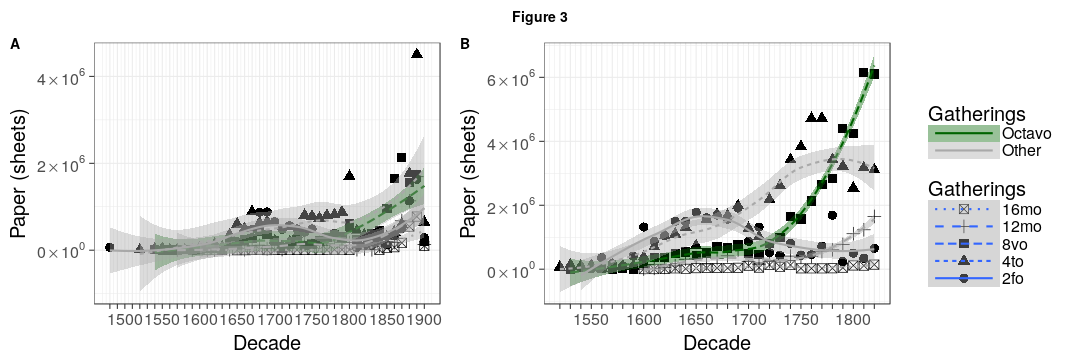 Figure 3
A
B
Paper (sheets)
4 × 10⁶
2 × 10⁶
0 × 10⁰
1500 1550 1600 1650 1700 1750 1800 1850 1900
Decade
Paper (sheets)
6 × 10⁶
4 × 10⁶
2 × 10⁶
0 × 10⁰
1550 1600 1650 1700 1750 1800
Decade
Gatherings
Octavo
Other
Gatherings
16mo
12mo
8vo
4to
2fo